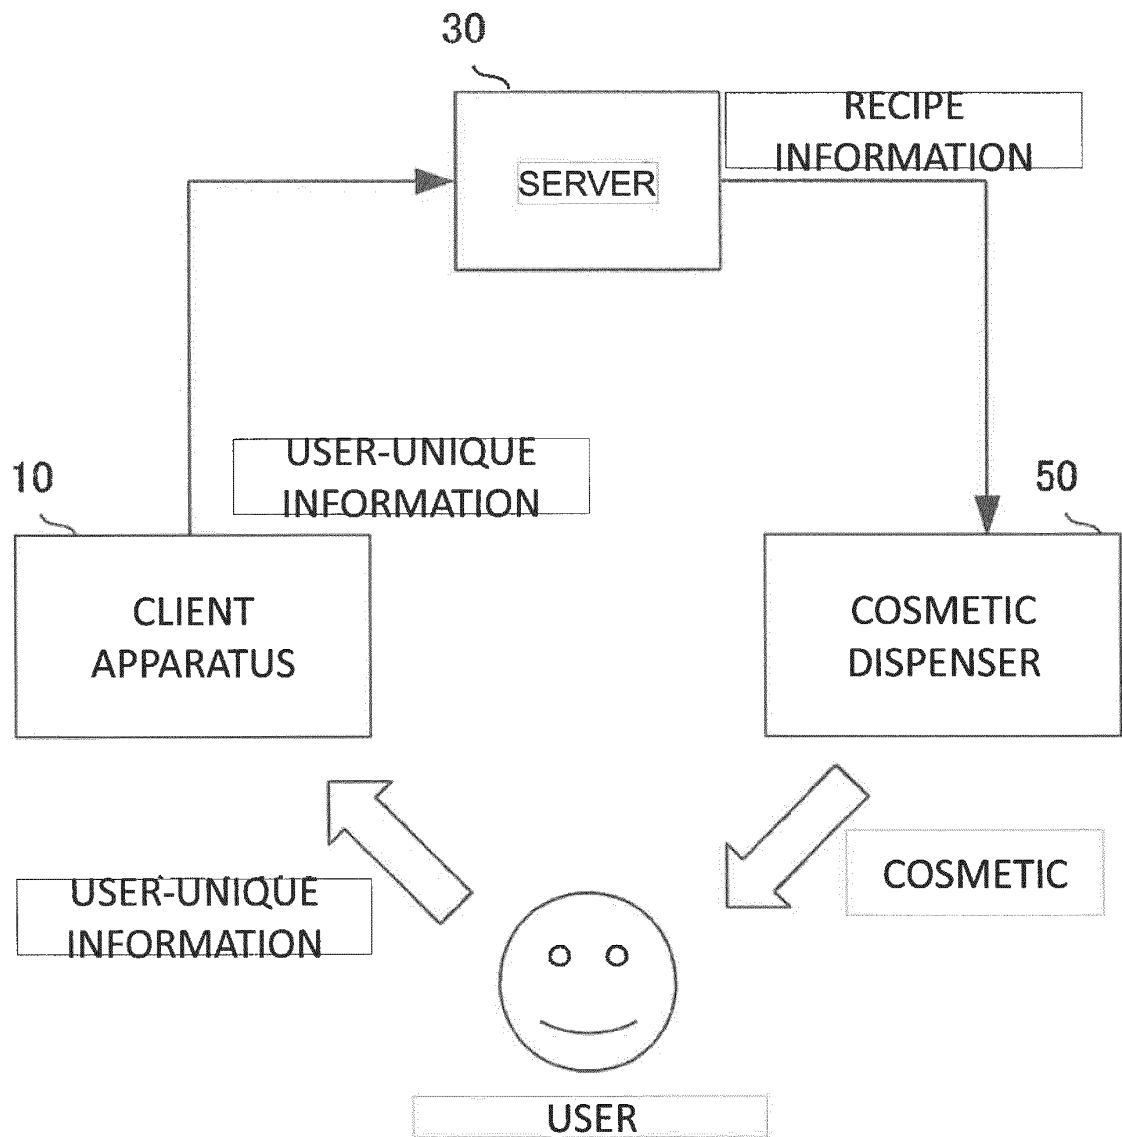 30
RECIPE
INFORMATION
SERVER
USER-UNIQUE
INFORMATION
10
50
CLIENT
APPARATUS
COSMETIC
DISPENSER
COSMETIC
USER-UNIQUE
INFORMATION
USER